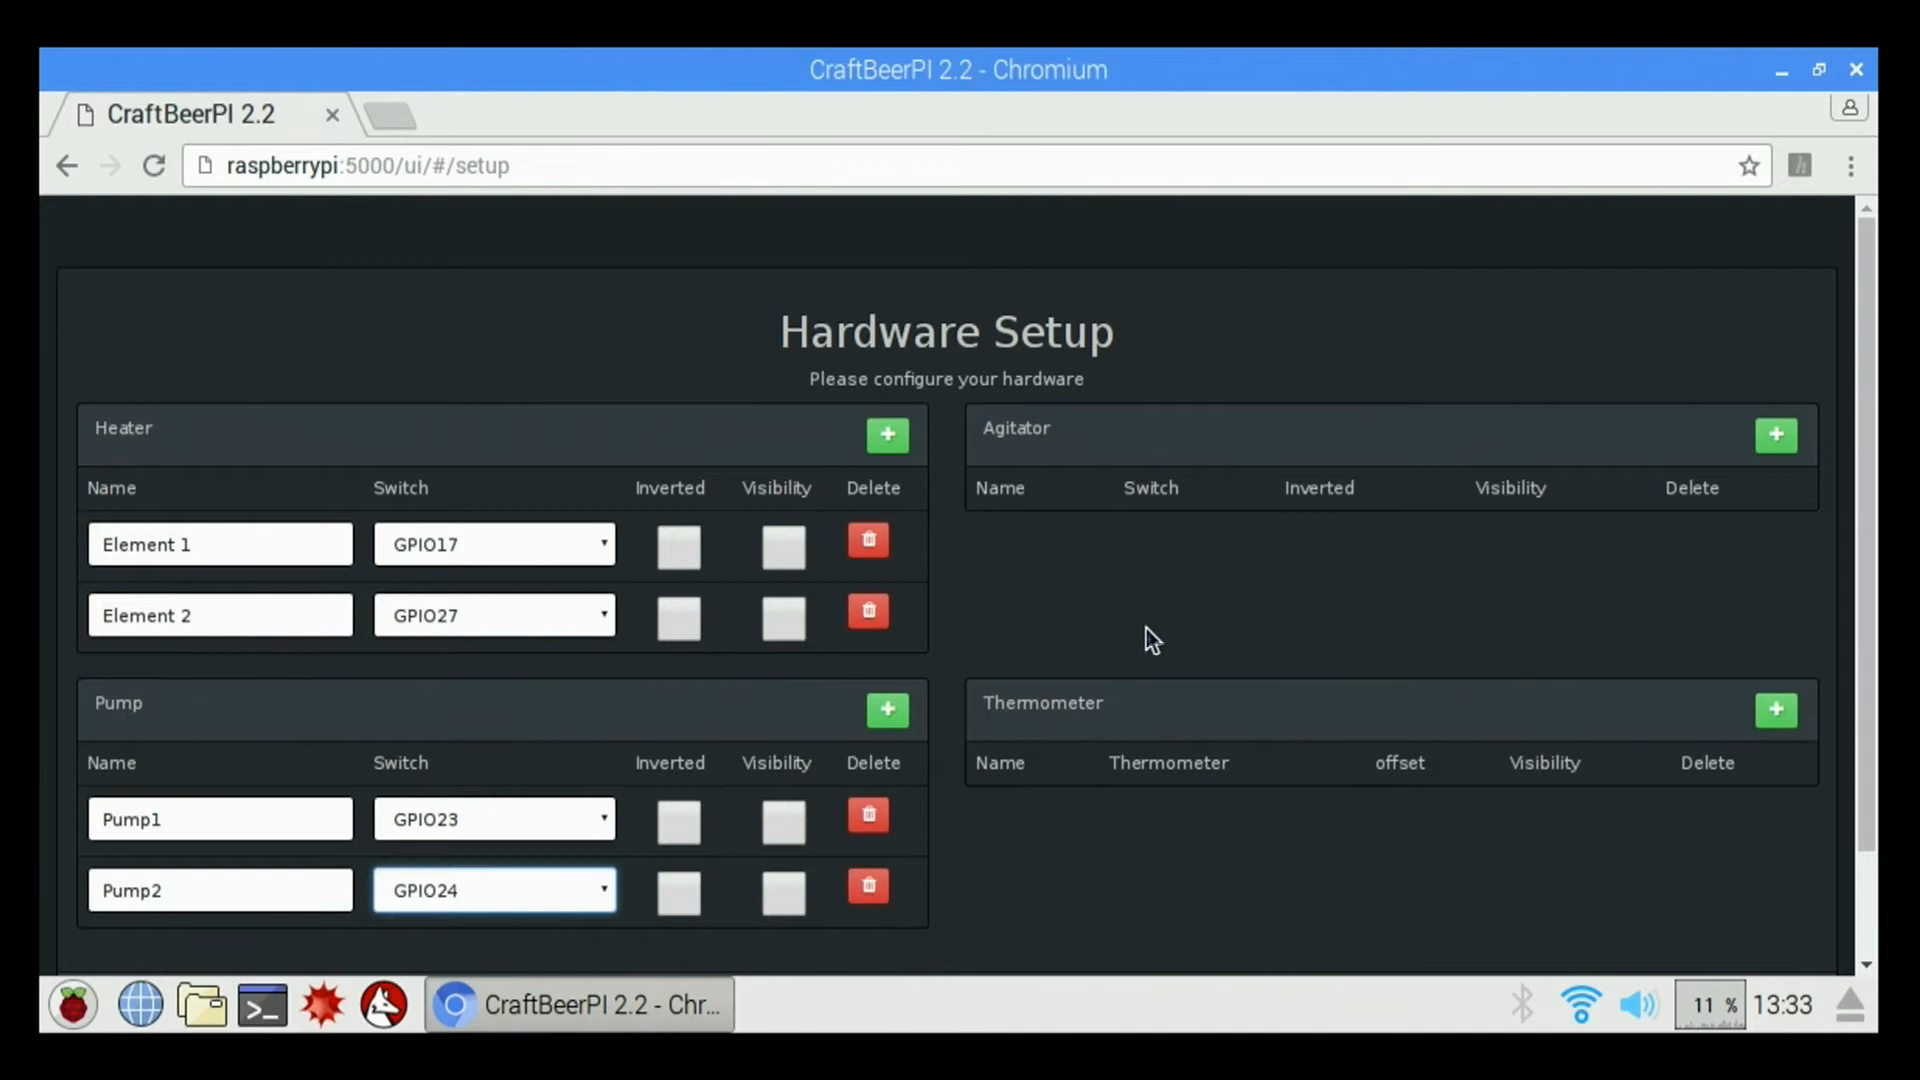 CraftBeerPI 2.2 - Chromium
CraftBeerPI 2.2
raspberrypi:5000/ui/#/setup
Hardware Setup
Please configure your hardware
Heater
Name Switch Inverted Visibility Delete
Element 1 GPIO17
Element 2 GPIO27
Agitator
Name Switch Inverted Visibility Delete
Pump
Name Switch Inverted Visibility Delete
Pump1 GPIO23
Pump2 GPIO24
Thermometer
Name Thermometer offset Visibility Delete
CraftBeerPI 2.2 - Chr...
11 % 13:33